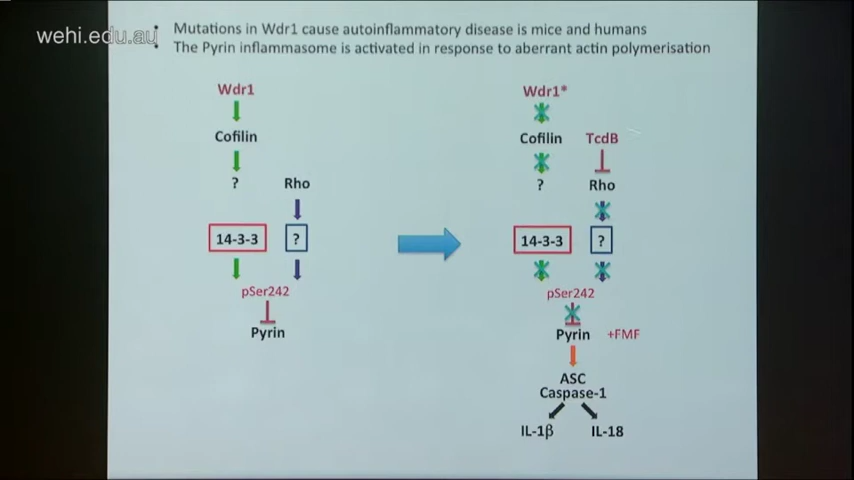 Mutations in Wdr1 cause autoinflammatory disease is mice and humans
wehi.edu.au
The Pyrin inflammasome is activated in response to aberrant actin polymerisation
Wdr1
Cofilin
?
Rho
14-3-3
?
pSer242
Pyrin
Wdr1*
Cofilin
TcdB
?
Rho
14-3-3
?
pSer242
Pyrin
+FMF
ASC
Caspase-1
IL-1β
IL-18